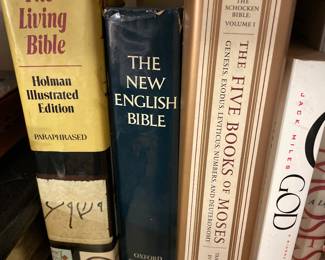 The
Living
Bible
Holman
Illustrated
Edition
PARAPHRASED
THE
NEW
ENGLISH
BIBLE
OXFORD
THE
SCHOCKEN
BIBLE:
VOLUME I
THE FIVE BOOKS OF MOSES
GENESIS, EXODUS, LEVITICUS, NUMBERS, AND DEUTERONOMY
JACK MILES
GOD